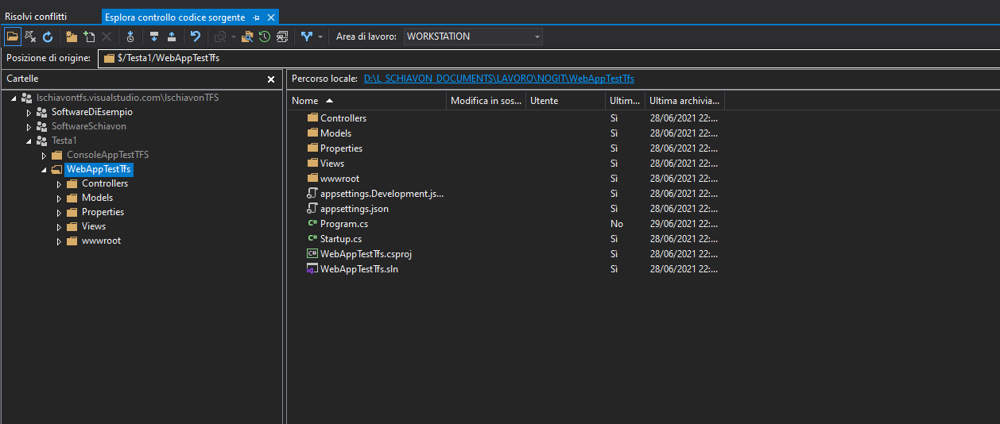 Risolvi conflitti
Esplora controllo codice sorgente
Area di lavoro: WORKSTATION
Posizione di origine: $/Testa1/WebAppTestTfs
Cartelle
lschiavontfs.visualstudio.com\lschiavonTFS
SoftwareDiEsempio
SoftwareSchiavon
Testa1
ConsoleAppTestTFS
WebAppTestTfs
Controllers
Models
Properties
Views
wwwroot
Percorso locale: D:\L_SCHIAVON_DOCUMENTS\LAVORO\NOGIT\WebAppTestTfs
Nome Modifica in sos... Utente Ultim... Ultima archivia...
Controllers Sì 28/06/2021 22:...
Models Sì 28/06/2021 22:...
Properties Sì 28/06/2021 22:...
Views Sì 28/06/2021 22:...
wwwroot Sì 28/06/2021 22:...
appsettings.Development.js... Sì 28/06/2021 22:...
appsettings.json Sì 28/06/2021 22:...
C# Program.cs No 29/06/2021 22:...
C# Startup.cs Sì 28/06/2021 22:...
C# WebAppTestTfs.csproj Sì 28/06/2021 22:...
WebAppTestTfs.sln Sì 28/06/2021 22:...